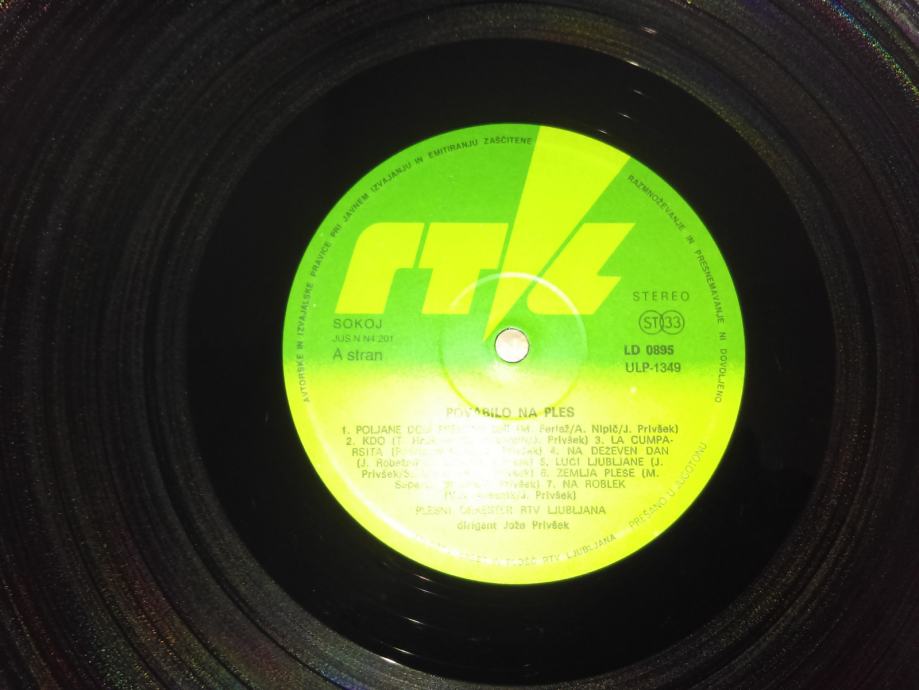 AVTORSKE IN IZVAJALSKE PRAVICE PRI JAVNEM IZVAJANJU IN EMITIRANJU ZAŠČITENE
RAZMNOŽEVANJE IN PRESNEMAVANJE NI DOVOLJENO
rtl
STEREO
SOKOJ
ST 33
JUS N N4 201
A stran
LD 0895
ULP-1349
POVABILO NA PLES
1. POLJANE (M. Ferlež/A. Nipič/J. Privšek)
2. KDO (T. J. Privšek) 3. LA CUMPA-
RSITA Privšek) 4. NA DEŽEVEN DAN
(J. Robežnik 5. LUČI LJUBLJANE (J.
Privšek/S. 6. ZEMLJA PLEŠE (M.
Sepe Privšek) 7. NA ROBLEK
J. Privšek)
PLESNI ORKESTER RTV LJUBLJANA
dirigent Jože Privšek
RTV LJUBLJANA PREŠANO U JUGOTONU